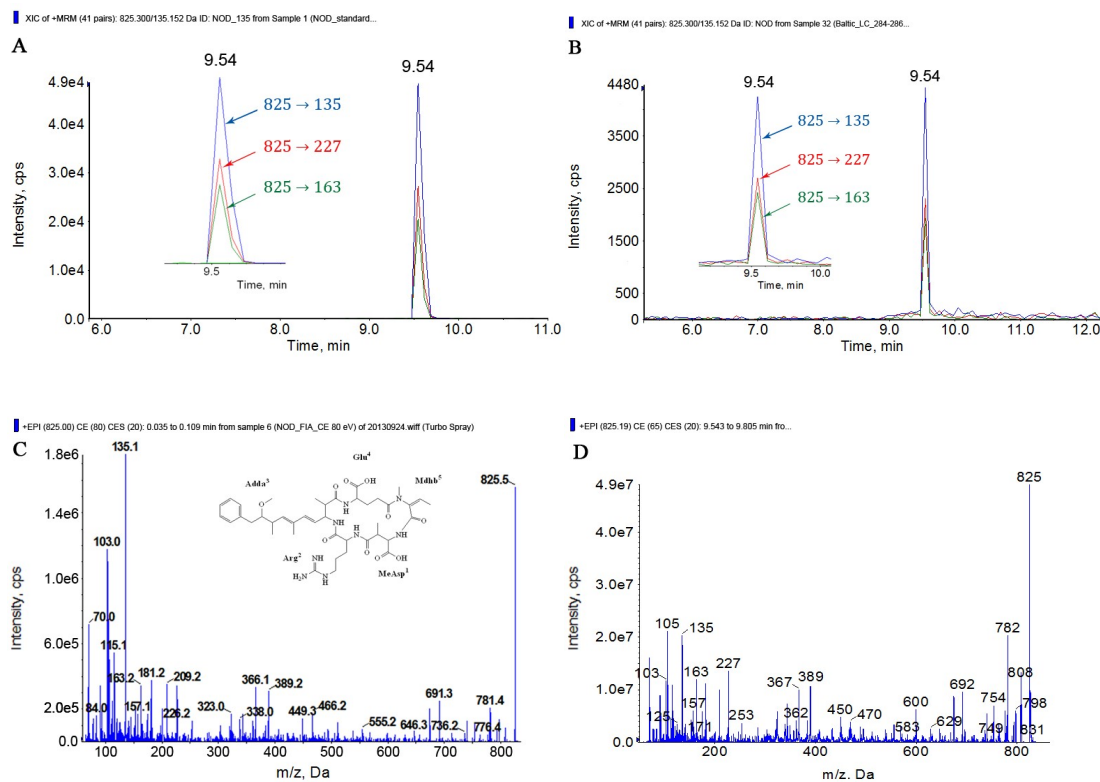 XIC of +MRM (41 pairs): 825.300/135.152 Da ID: NOD_135 from Sample 1 (NOD_standard...
A
9.54
9.54
4.9e4
4.0e4
3.0e4
2.0e4
1.0e4
0.0
Intensity, cps
825 → 135
825 → 227
825 → 163
9.5
Time, min
6.0 7.0 8.0 9.0 10.0 11.0
Time, min
XIC of +MRM (41 pairs): 825.300/135.152 Da ID: NOD from Sample 32 (Baltic_LC_284-286...
B
9.54
9.54
4480
3500
2500
1500
500
0
Intensity, cps
825 → 135
825 → 227
825 → 163
9.5 10.0
Time, min
6.0 7.0 8.0 9.0 10.0 11.0 12.0
Time, min
+EPI (825.00) CE (80) CES (20): 0.035 to 0.109 min from sample 6 (NOD_FIA_CE 80 eV) of 20130924.wiff (Turbo Spray)
C
1.8e6
1.4e6
1.0e6
6.0e5
2.0e5
0.0
Intensity, cps
135.1
825.5
103.0
70.0
115.1
163.2
181.2
209.2
84.0
157.1
226.2
323.0
366.1
389.2
338.0
449.3
466.2
555.2
646.3
691.3
736.2
781.4
776.4
Glu⁴
Adda³
Mdhb⁵
Arg²
MeAsp¹
O
OH
O
O
N
O
NH
NH
NH
NH
O
O
OH
NH
H₂N
NH
O
100 200 300 400 500 600 700 800
m/z, Da
+EPI (825.19) CE (65) CES (20): 9.543 to 9.805 min fro...
D
4.9e7
4.0e7
3.0e7
2.0e7
1.0e7
0.0
Intensity, cps
825
782
105
135
103
163
227
157
125
171
253
367
389
362
450
470
600
583
629
692
754
749
808
798
831
200 400 600 800
m/z, Da